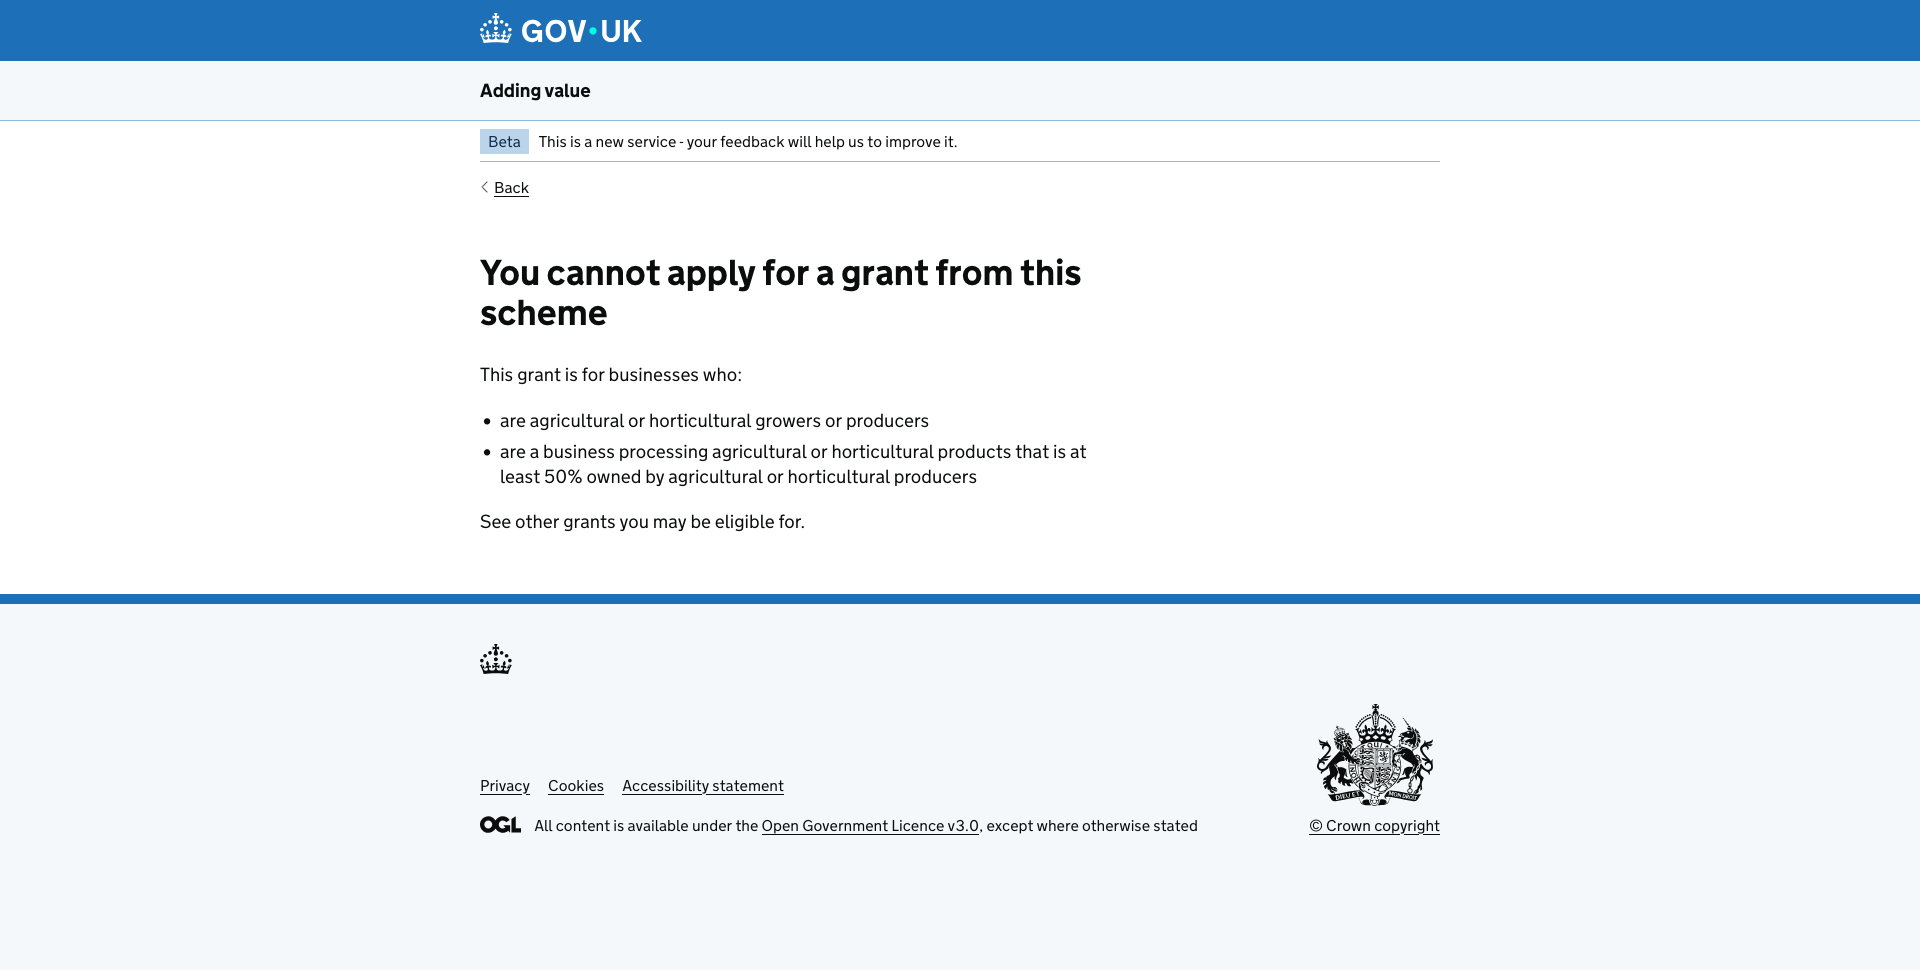 GOV•UK
Adding value
Beta This is a new service - your feedback will help us to improve it.
Back
You cannot apply for a grant from this
scheme
This grant is for businesses who:
• are agricultural or horticultural growers or producers
• are a business processing agricultural or horticultural products that is at
least 50% owned by agricultural or horticultural producers
See other grants you may be eligible for.
Privacy Cookies Accessibility statement
OGL All content is available under the Open Government Licence v3.0, except where otherwise stated
© Crown copyright